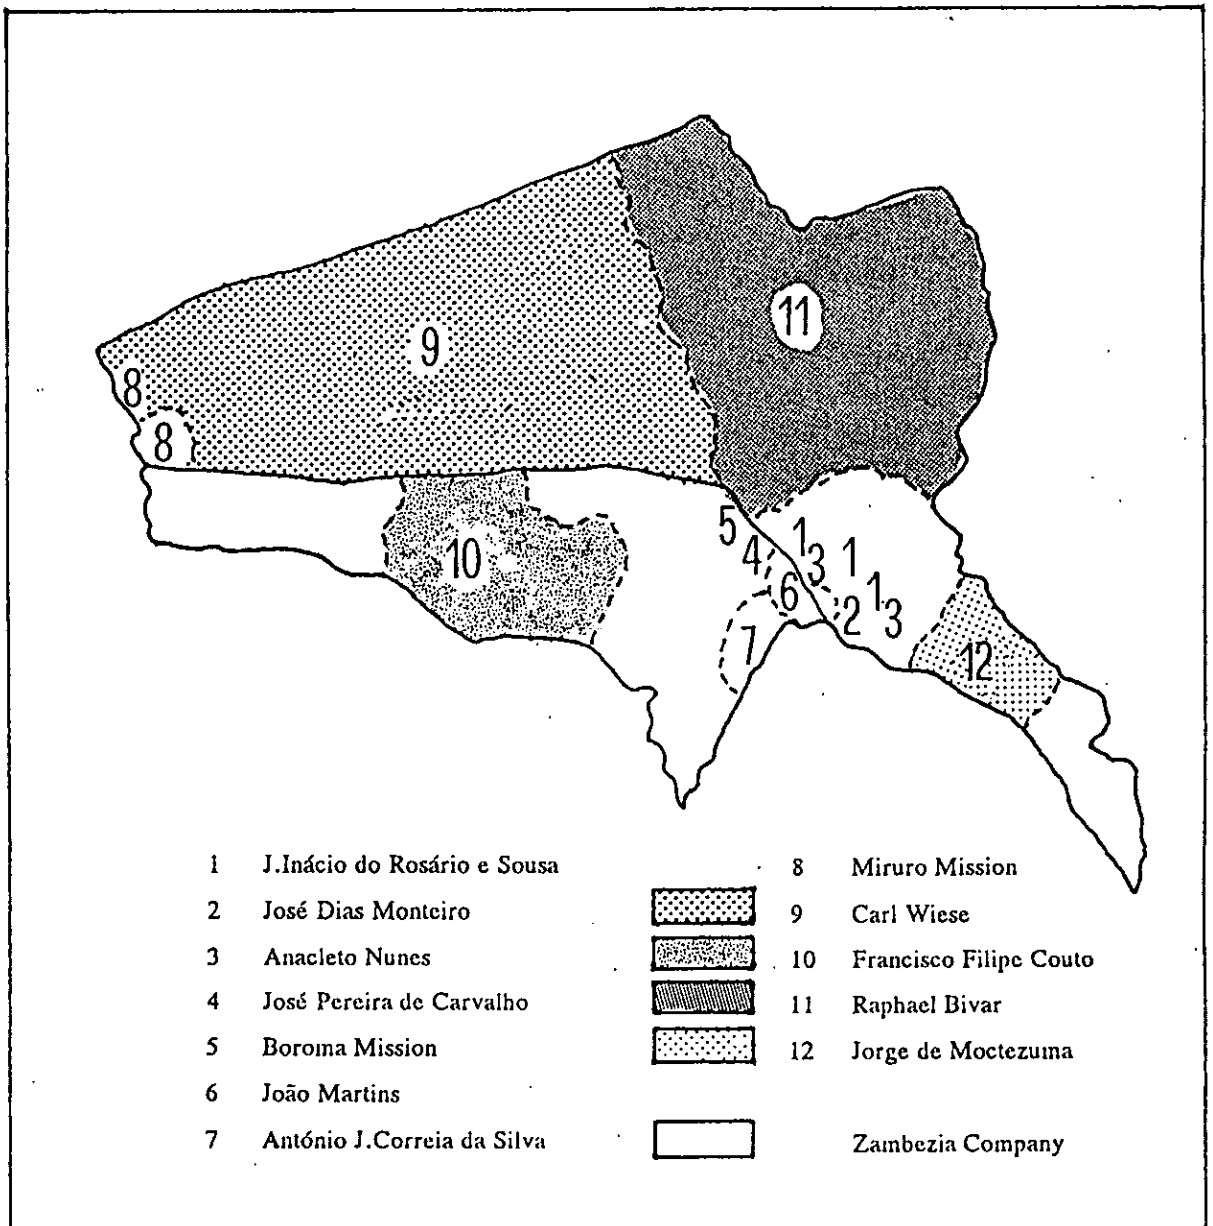 11
9
8
8
5
1
4
3
1
10
6
1
2
3
7
12
1 J.Inácio do Rosário e Sousa
2 José Dias Monteiro
3 Anacleto Nunes
4 José Pereira de Carvalho
5 Boroma Mission
6 João Martins
7 António J.Correia da Silva
8 Miruro Mission
9 Carl Wiese
10 Francisco Filipe Couto
11 Raphael Bivar
12 Jorge de Moctezuma
Zambezia Company